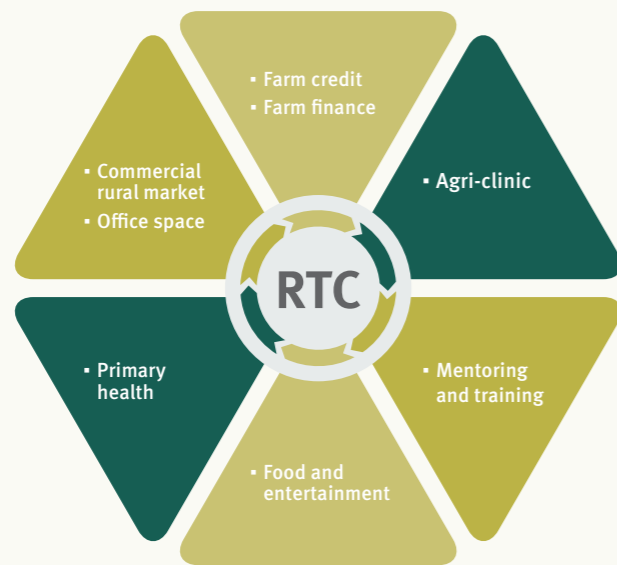 ▪ Farm credit
▪ Farm finance
▪ Agri-clinic
▪ Commercial
rural market
▪ Office space
RTC
▪ Primary
health
▪ Mentoring
and training
▪ Food and
entertainment